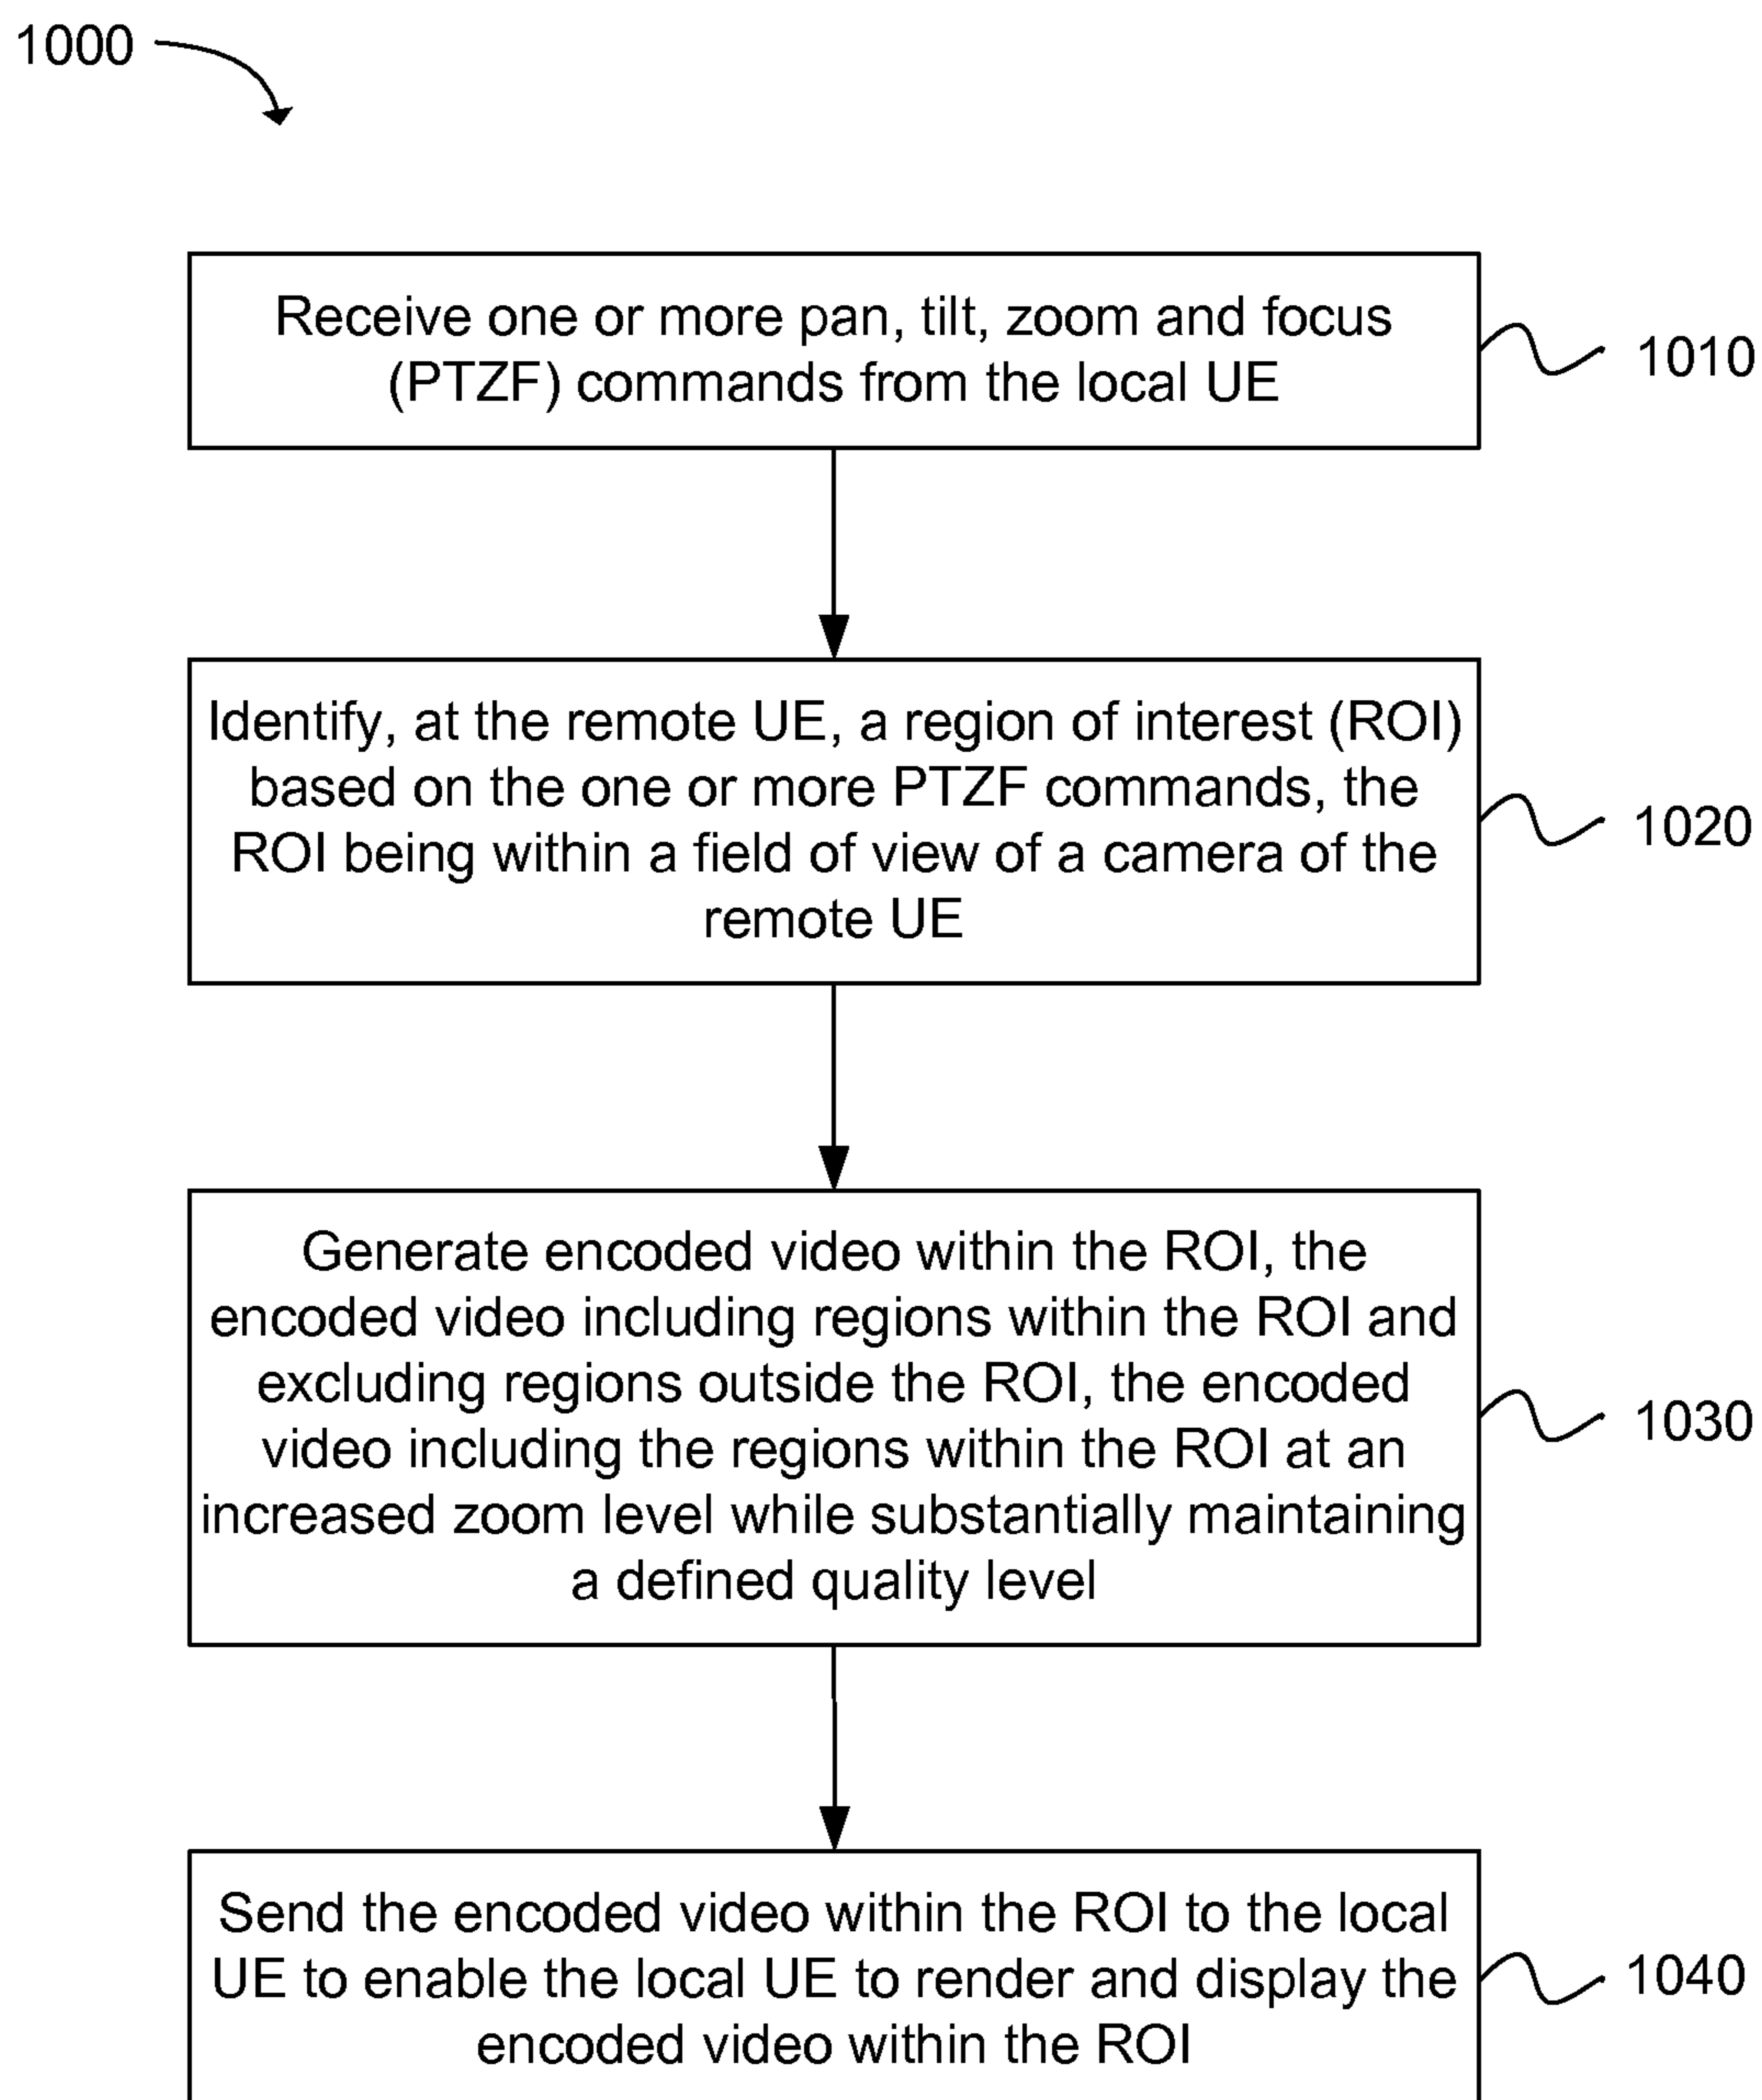 1000
Receive one or more pan, tilt, zoom and focus
(PTZF) commands from the local UE
1010
Identify, at the remote UE, a region of interest (ROI)
based on the one or more PTZF commands, the
ROI being within a field of view of a camera of the
remote UE
1020
Generate encoded video within the ROI, the
encoded video including regions within the ROI and
excluding regions outside the ROI, the encoded
video including the regions within the ROI at an
increased zoom level while substantially maintaining
a defined quality level
1030
Send the encoded video within the ROI to the local
UE to enable the local UE to render and display the
encoded video within the ROI
1040